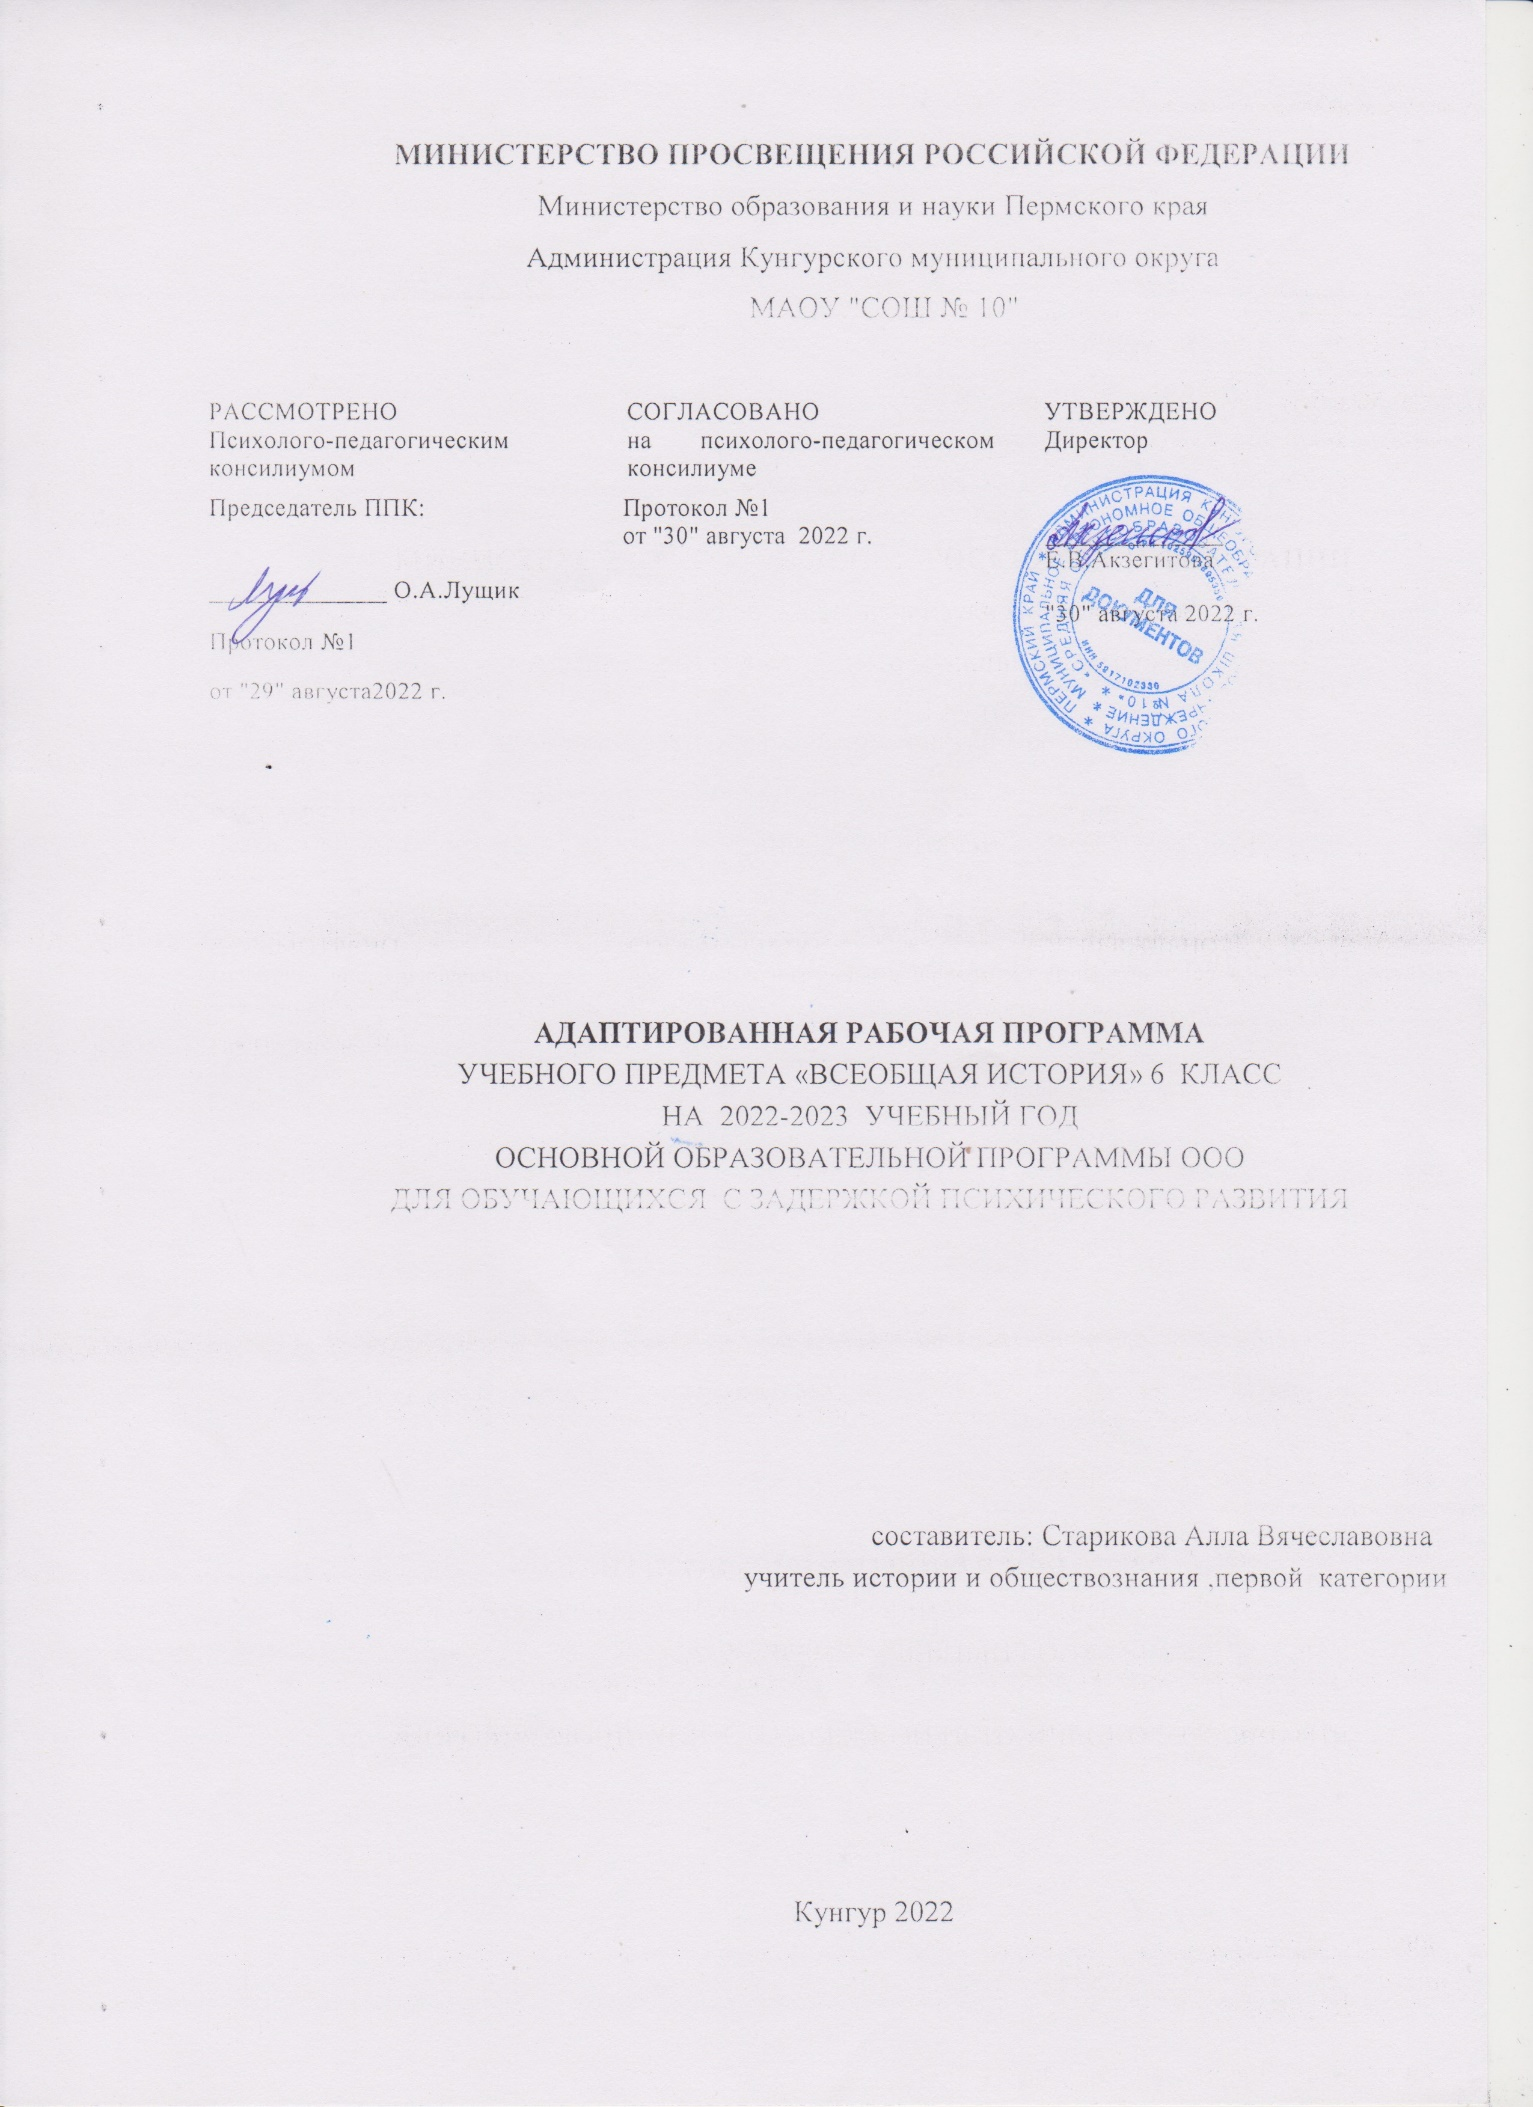 МИНИСТЕРСТВО ПРОСВЕЩЕНИЯ РОССИЙСКОЙ ФЕДЕРАЦИИ
Министерство образования и науки Пермского края
Администрация Кунгурского муниципального округа
МАОУ "СОШ № 10"
РАССМОТРЕНО
Психолого-педагогическим
консилиумом
Председатель ППК:
______________ О.А.Лущик
Протокол №1
от "29" августа2022 г.
СОГЛАСОВАНО
на психолого-педагогическом
консилиуме
Протокол №1
от "30" августа 2022 г.
УТВЕРЖДЕНО
Директор
Е.В.Акзегитова
"30" августа 2022 г.
ПЕРМСКИЙ КРАЙ * АДМИНИСТРАЦИЯ
ДЛЯ
ДОКУМЕНТОВ
АДАПТИРОВАННАЯ РАБОЧАЯ ПРОГРАММА
УЧЕБНОГО ПРЕДМЕТА «ВСЕОБЩАЯ ИСТОРИЯ» 6 КЛАСС
НА 2022-2023 УЧЕБНЫЙ ГОД
ОСНОВНОЙ ОБРАЗОВАТЕЛЬНОЙ ПРОГРАММЫ ООО
ДЛЯ ОБУЧАЮЩИХСЯ С ЗАДЕРЖКОЙ ПСИХИЧЕСКОГО РАЗВИТИЯ
составитель: Старикова Алла Вячеславовна
учитель истории и обществознания ,первой категории
Кунгур 2022